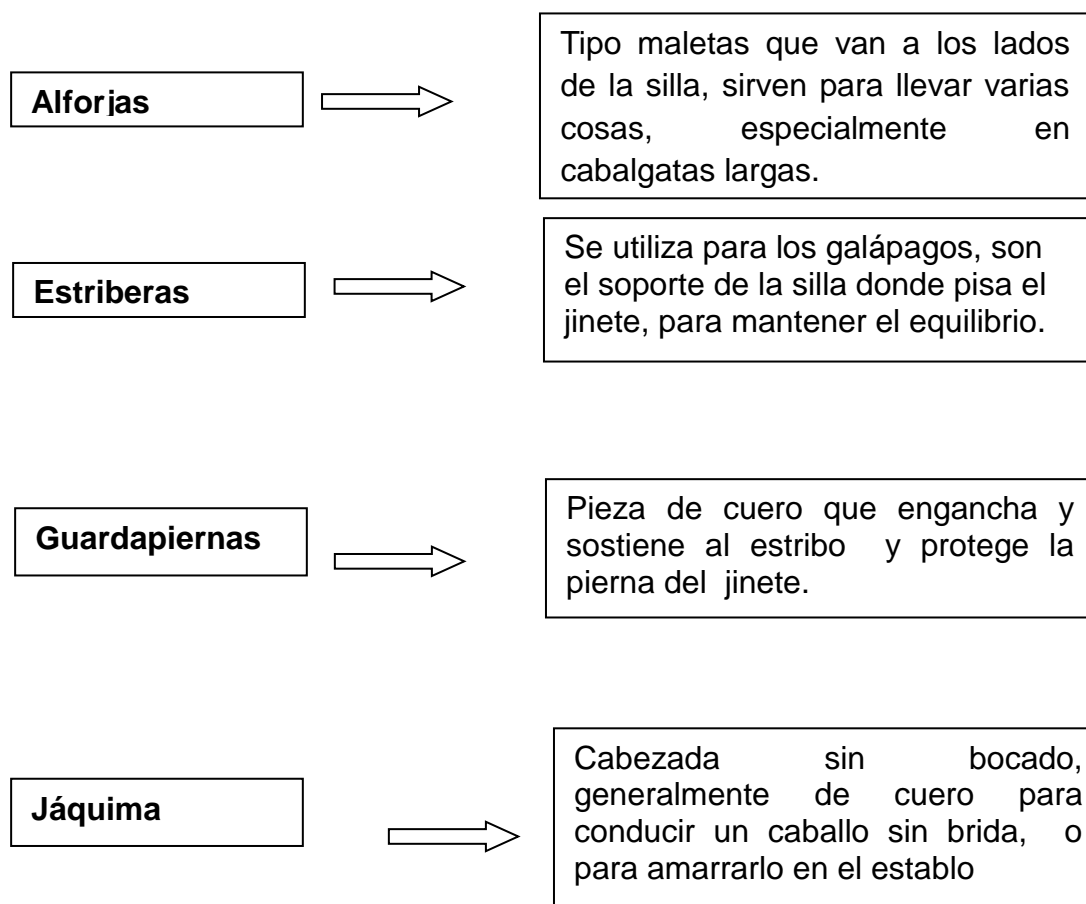 Alforjas
Tipo maletas que van a los lados
de la silla, sirven para llevar varias
cosas, especialmente en
cabalgatas largas.
Estriberas
Se utiliza para los galápagos, son
el soporte de la silla donde pisa el
jinete, para mantener el equilibrio.
Guardapiernas
Pieza de cuero que engancha y
sostiene al estribo y protege la
pierna del jinete.
Jáquima
Cabezada sin bocado,
generalmente de cuero para
conducir un caballo sin brida, o
para amarrarlo en el establo